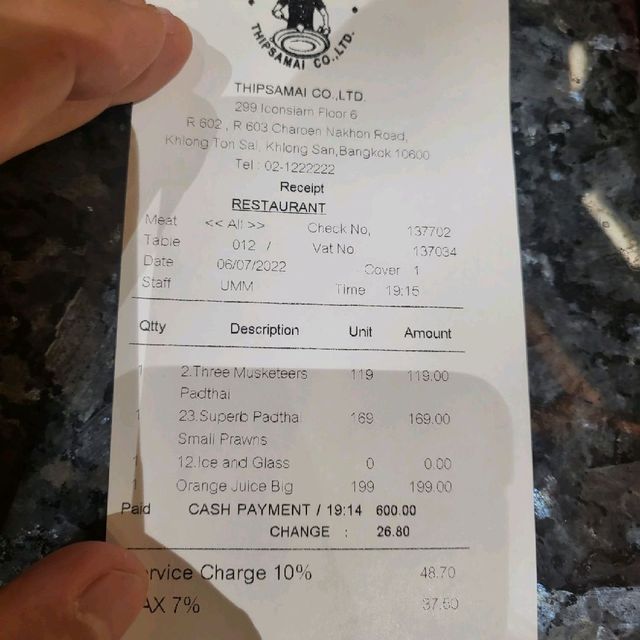 THIPSAMAI CO.,LTD.
THIPSAMAI CO.,LTD.
299 Iconsiam Floor 6
R 602 , R 603 Charoen Nakhon Road,
Khlong Ton Sai, Khlong San,Bangkok 10600
Tel : 02-1222222
Receipt
RESTAURANT
Meat << All >> Check No, 137702
Table 012 / Vat No 137034
Date 06/07/2022 Cover 1
Staff UMM Time 19:15
Qtty Description Unit Amount
1 2.Three Musketeers 119 119.00
Padthai
1 23.Superb Padthai 169 169.00
Small Prawns
1 12.Ice and Glass 0 0.00
1 Orange Juice Big 199 199.00
Paid CASH PAYMENT / 19:14 600.00
CHANGE : 26.80
rvice Charge 10% 48.70
AX 7% 37.50